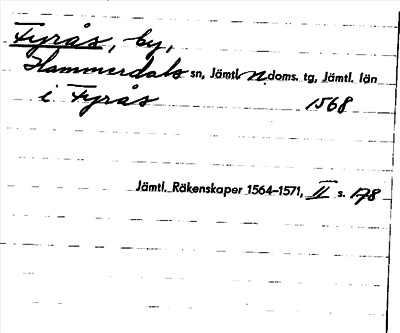 Fyrås, by,
Hammerdals sn, Jämtl. n. doms. tg, Jämtl. län
i Fyrås 1568
Jämtl. Räkenskaper 1564-1571, II s. 178